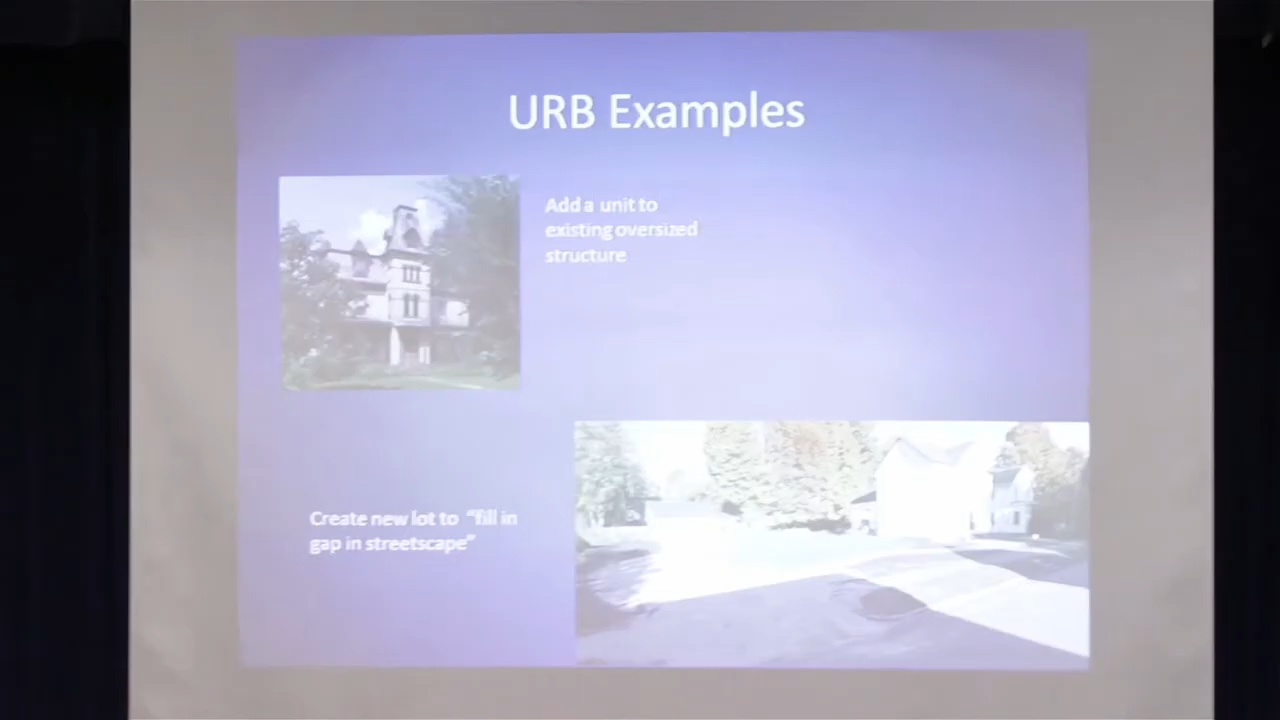 URB Examples
Add a unit to
existing oversized
structure
Create new lot to “fill in
gap in streetscape”